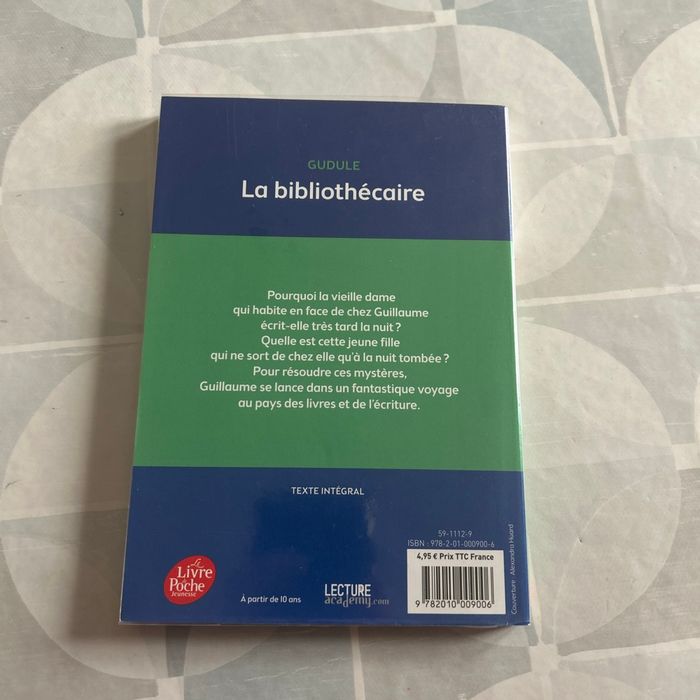 GUDULE
La bibliothécaire
Pourquoi la vieille dame
qui habite en face de chez Guillaume
écrit-elle très tard la nuit ?
Quelle est cette jeune fille
qui ne sort de chez elle qu'à la nuit tombée ?
Pour résoudre ces mystères,
Guillaume se lance dans un fantastique voyage
au pays des livres et de l'écriture.
TEXTE INTÉGRAL
59-1112-9
ISBN : 978-2-01-000900-6
4,95 € Prix TTC France
9 782010 009006
Le
Livre
de
Poche
Jeunesse
À partir de 10 ans
LECTURE
academy.com
Couverture : Alexandra Huard